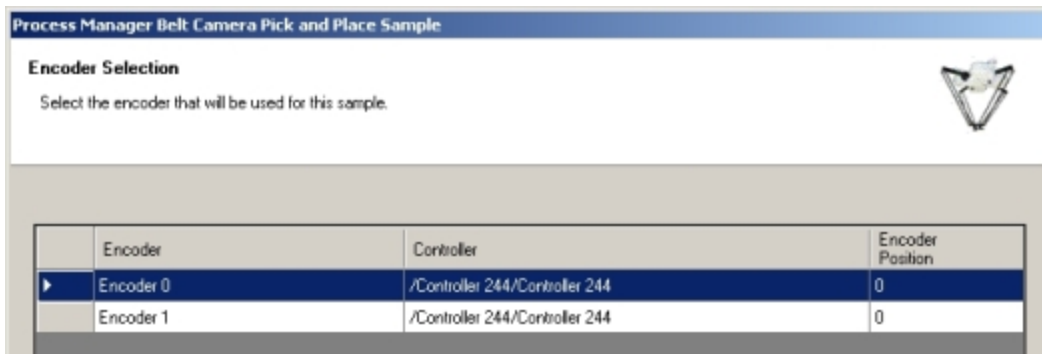 Process Manager Belt Camera Pick and Place Sample
Encoder Selection
Select the encoder that will be used for this sample.
Encoder Controller Encoder Position
Encoder 0 /Controller 244/Controller 244 0
Encoder 1 /Controller 244/Controller 244 0